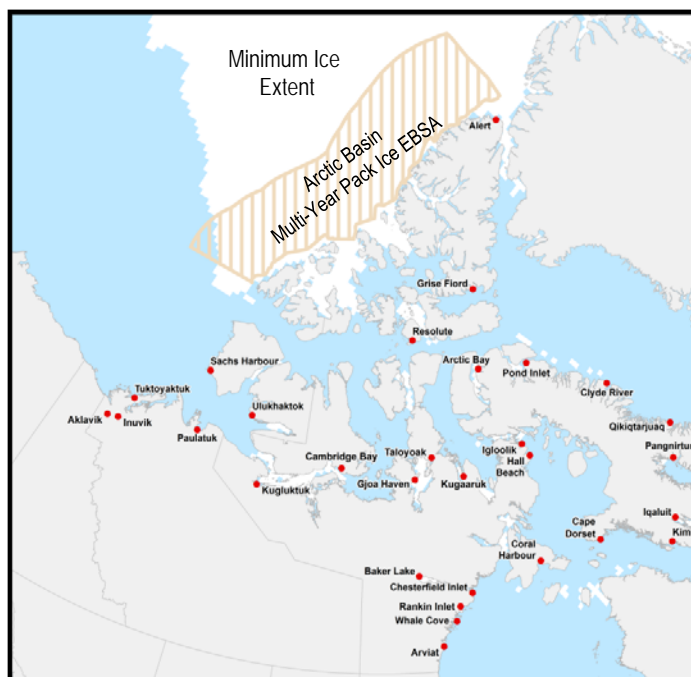 Minimum Ice
Extent
Arctic Basin
Multi-Year Pack Ice EBSA
Alert
Grise Fiord
Resolute
Sachs Harbour
Arctic Bay
Pond Inlet
Clyde River
Tuktoyaktuk
Ulukhaktok
Aklavik
Inuvik
Paulatuk
Qikiqtarjuaq
Pangnirtun
Cambridge Bay
Taloyoak
Igloolik
Hall
Beach
Kugluktuk
Gjoa Haven
Kugaaruk
Iqaluit
Cape
Dorset
Kim
Coral
Harbour
Baker Lake
Chesterfield Inlet
Rankin Inlet
Whale Cove
Arviat